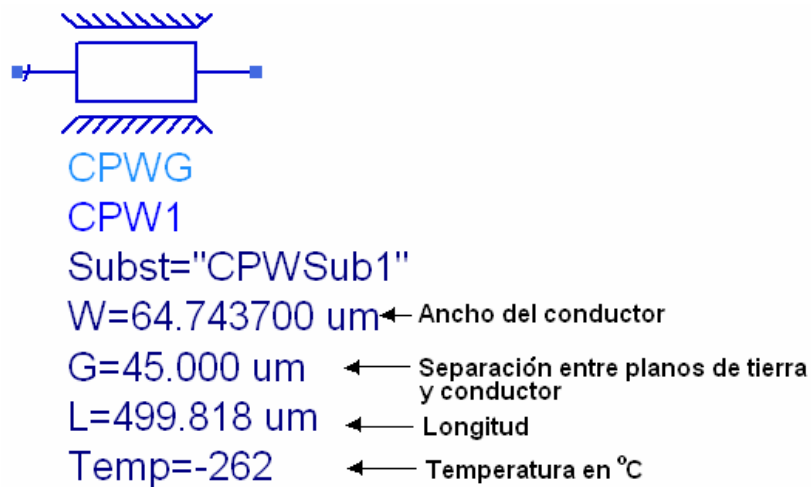 CPWG
CPW1
Subst="CPWSub1"
W=64.743700 um Ancho del conductor
G=45.000 um Separación entre planos de tierra
y conductor
L=499.818 um Longitud
Temp=-262 Temperatura en ºC